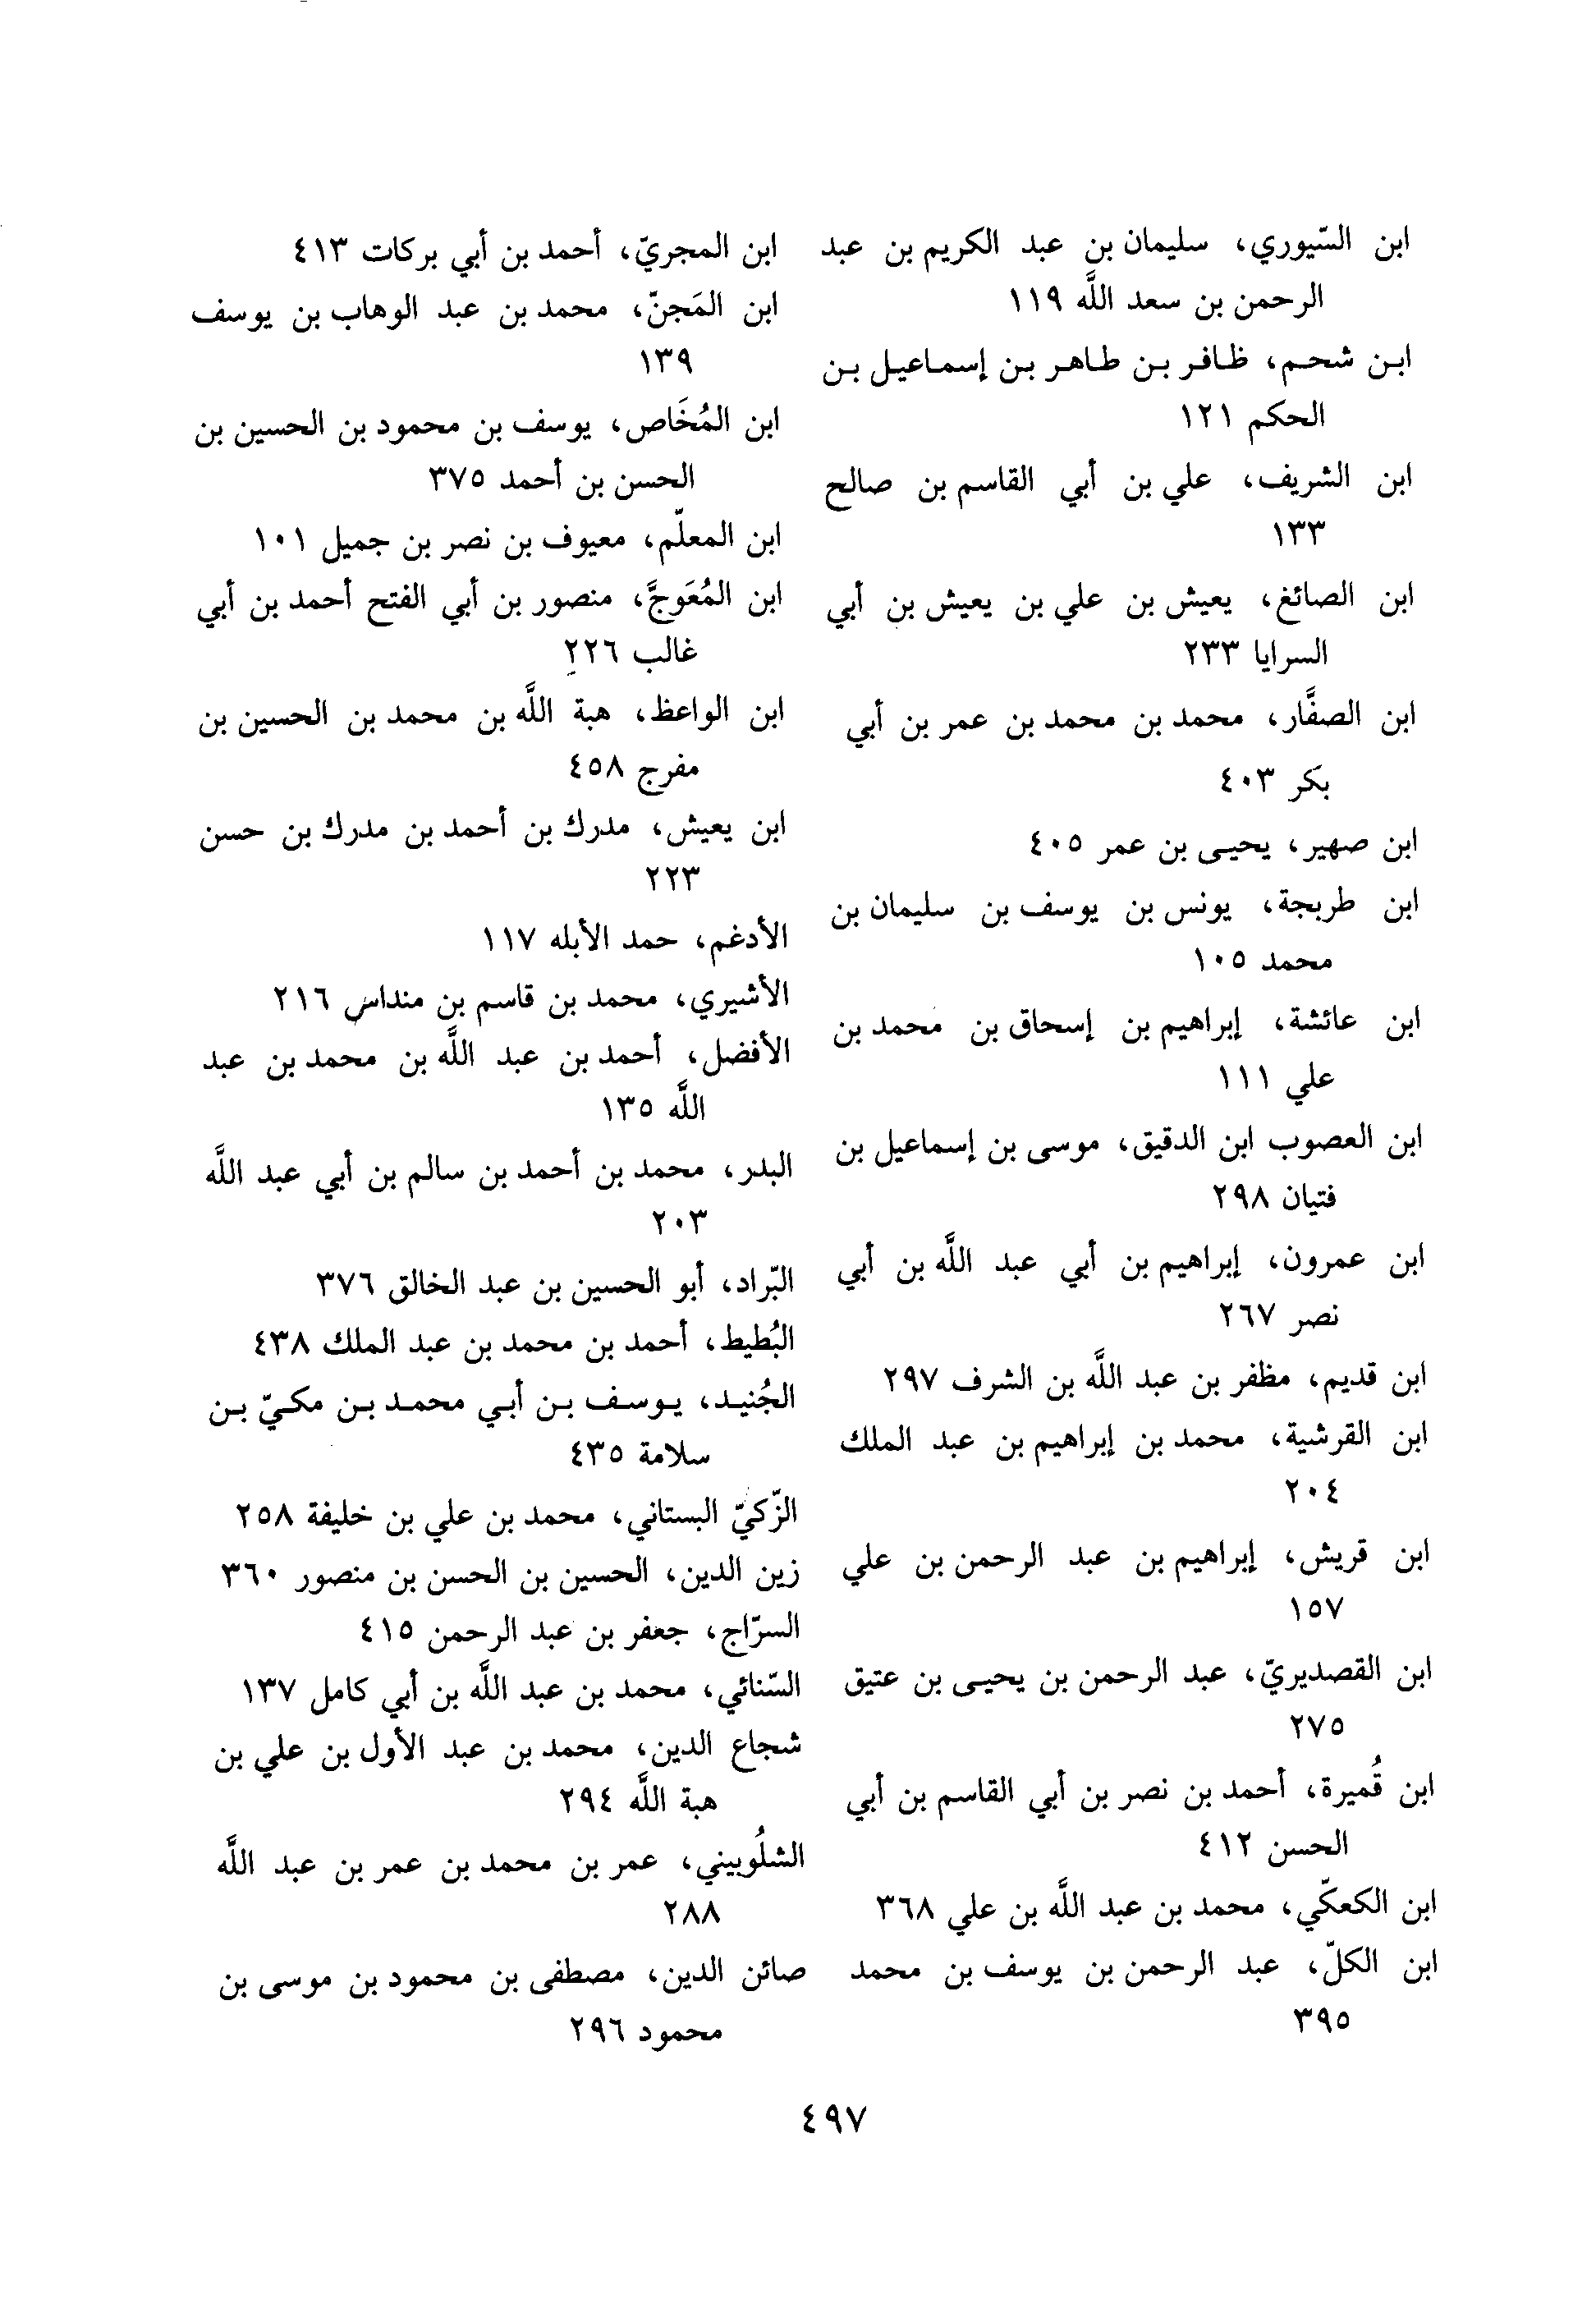 ابن السّيوري، سليمان بن عبد الكريم بن عبد
الرحمن بن سعد اللَّه ١١٩
ابن شحم، ظافر بن طاهر بن إسماعيل بن
الحكم ١٢١
ابن الشريف، علي بن أبي القاسم بن صالح
١٣٣
ابن الصائغ، يعيش بن علي بن يعيش بن أبي
السرايا ٢٣٣
ابن الصفَّار، محمد بن محمد بن عمر بن أبي
بكر ٤٠٣
ابن صهير، يحيى بن عمر ٤٠٥
ابن طربجة، يونس بن يوسف بن سليمان بن
محمد ١٠٥
ابن عائشة، إبراهيم بن إسحاق بن محمد بن
علي ١١١
ابن العصوب ابن الدقيق، موسى بن إسماعيل بن
فتيان ٢٩٨
ابن عمرون، إبراهيم بن أبي عبد اللَّه بن أبي
نصر ٢٦٧
ابن قديم، مظفر بن عبد اللَّه بن الشرف ٢٩٧
ابن القرشية، محمد بن إبراهيم بن عبد الملك
٢٠٤
ابن قريش، إبراهيم بن عبد الرحمن بن علي
١٥٧
ابن القصديريّ، عبد الرحمن بن يحيى بن عتيق
٢٧٥
ابن قُميرة، أحمد بن نصر بن أبي القاسم بن أبي
الحسن ٤١٢
ابن الكعكّي، محمد بن عبد اللَّه بن علي ٣٦٨
ابن الكلّ، عبد الرحمن بن يوسف بن محمد
٣٩٥
ابن المجريّ، أحمد بن أبي بركات ٤١٣
ابن المَجنّ، محمد بن عبد الوهاب بن يوسف
١٣٩
ابن المُخَاص، يوسف بن محمود بن الحسين بن
الحسن بن أحمد ٣٧٥
ابن المعلّم، معيوف بن نصر بن جميل ١٠١
ابن المُعَوجَّ، منصور بن أبي الفتح أحمد بن أبي
غالب ٢٢٦
ابن الواعظ، هبة اللَّه بن محمد بن الحسين بن
مفرج ٤٥٨
ابن يعيش، مدرك بن أحمد بن مدرك بن حسن
٢٢٣
الأدغم، حمد الأبله ١١٧
الأشيري، محمد بن قاسم بن منداس ٢١٦
الأفضل، أحمد بن عبد اللَّه بن محمد بن عبد
اللَّه ١٣٥
البدر، محمد بن أحمد بن سالم بن أبي عبد اللَّه
٢٠٣
البّراد، أبو الحسين بن عبد الخالق ٣٧٦
البُطيط، أحمد بن محمد بن عبد الملك ٤٣٨
الجُنيد، يوسف بن أبي محمد بن مكيّ بن
سلامة ٤٣٥
الزّكيّ البستاني، محمد بن علي بن خليفة ٢٥٨
زين الدين، الحسين بن الحسن بن منصور ٣٦٠
السرّاج، جعفر بن عبد الرحمن ٤١٥
السّنائي، محمد بن عبد اللَّه بن أبي كامل ١٣٧
شجاع الدين، محمد بن عبد الأول بن علي بن
هبة اللَّه ٢٩٤
الشلُوبيني، عمر بن محمد بن عمر بن عبد اللَّه
٢٨٨
صائن الدين، مصطفى بن محمود بن موسى بن
محمود ٢٩٦
٤٩٧